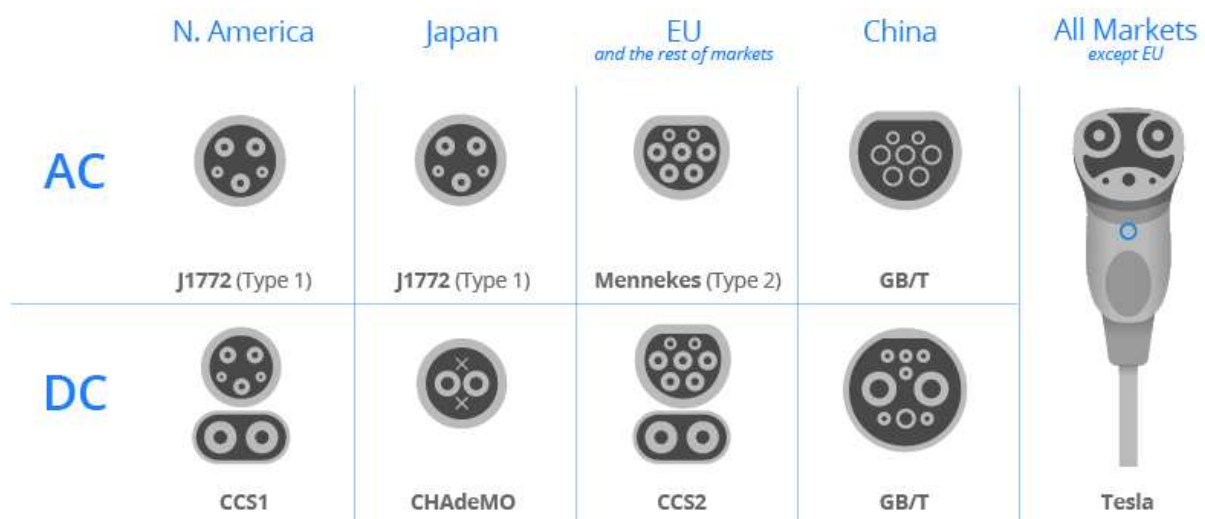 N. America
Japan
EU
and the rest of markets
China
All Markets
except EU
AC
J1772 (Type 1)
J1772 (Type 1)
Mennekes (Type 2)
GB/T
DC
CCS1
CHAdeMO
CCS2
GB/T
Tesla